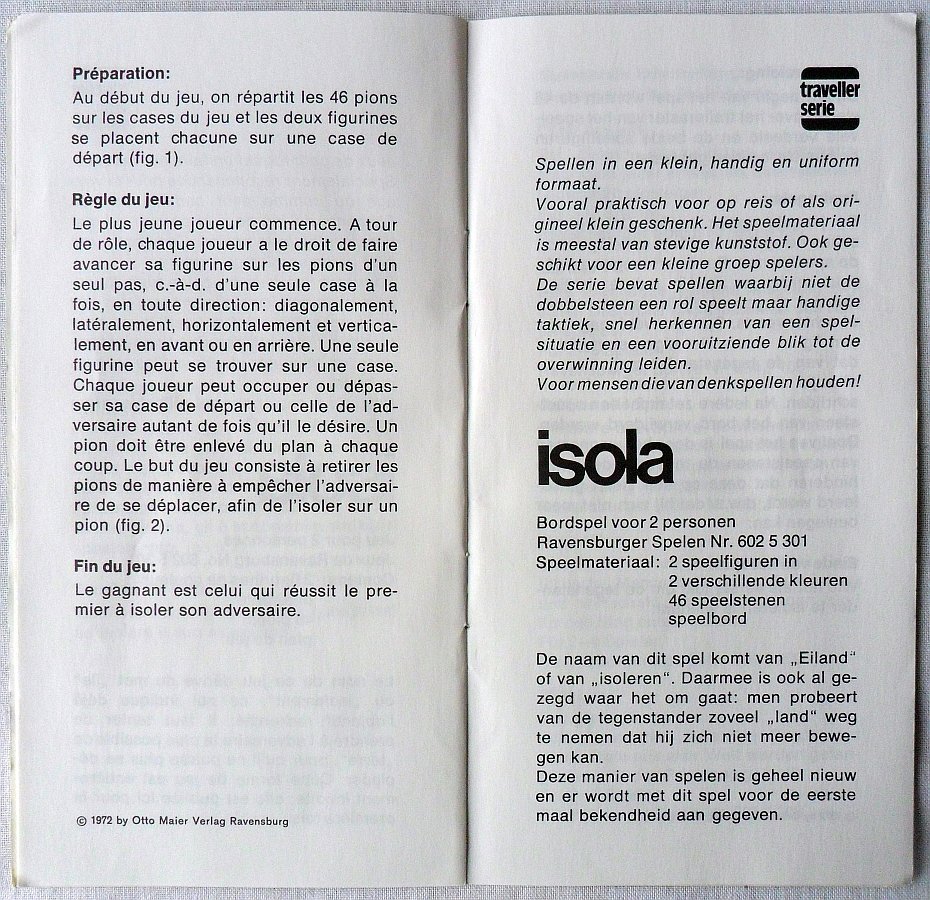 Préparation:
Au début du jeu, on répartit les 46 pions
sur les cases du jeu et les deux figurines
se placent chacune sur une case de
départ (fig. 1).
Règle du jeu:
Le plus jeune joueur commence. A tour
de rôle, chaque joueur a le droit de faire
avancer sa figurine sur les pions d'un
seul pas, c.-à-d. d'une seule case à la
fois, en toute direction: diagonalement,
latéralement, horizontalement et vertica-
lement, en avant ou en arrière. Une seule
figurine peut se trouver sur une case.
Chaque joueur peut occuper ou dépas-
ser sa case de départ ou celle de l'ad-
versaire autant de fois qu'il le désire. Un
pion doit être enlevé du plan à chaque
coup. Le but du jeu consiste à retirer les
pions de manière à empêcher l'adversai-
re de se déplacer, afin de l'isoler sur un
pion (fig. 2).
Fin du jeu:
Le gagnant est celui qui réussit le pre-
mier à isoler son adversaire.
© 1972 by Otto Maier Verlag Ravensburg
traveller
serie
Spellen in een klein, handig en uniform
formaat.
Vooral praktisch voor op reis of als ori-
gineel klein geschenk. Het speelmateriaal
is meestal van stevige kunststof. Ook ge-
schikt voor een kleine groep spelers.
De serie bevat spellen waarbij niet de
dobbelsteen een rol speelt maar handige
taktiek, snel herkennen van een spel-
situatie en een vooruitziende blik tot de
overwinning leiden.
Voor mensen die van denkspellen houden!
isola
Bordspel voor 2 personen
Ravensburger Spelen Nr. 602 5 301
Speelmateriaal: 2 speelfiguren in
2 verschillende kleuren
46 speelstenen
speelbord
De naam van dit spel komt van „Eiland“
of van „isoleren“. Daarmee is ook al ge-
zegd waar het om gaat: men probeert
van de tegenstander zoveel „land“ weg
te nemen dat hij zich niet meer bewe-
gen kan.
Deze manier van spelen is geheel nieuw
en er wordt met dit spel voor de eerste
maal bekendheid aan gegeven.